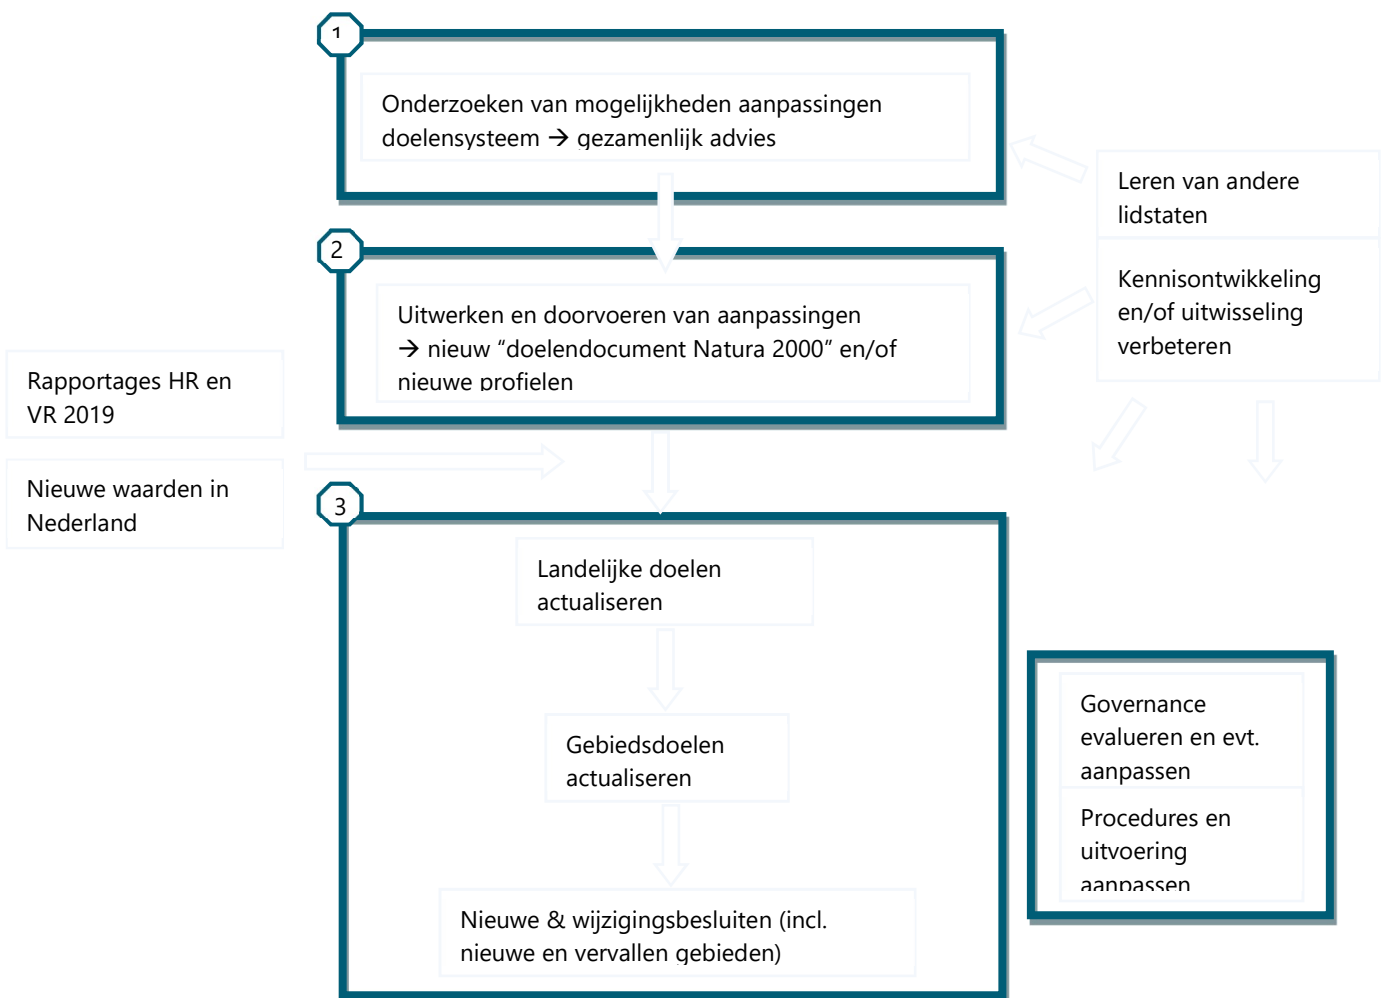 1
Onderzoeken van mogelijkheden aanpassingen
doelensysteem → gezamenlijk advies
Leren van andere
lidstaten
2
Kennisontwikkeling
en/of uitwisseling
verbeteren
Uitwerken en doorvoeren van aanpassingen
→ nieuw “doelendocument Natura 2000” en/of
nieuwe profielen
Rapportages HR en
VR 2019
Nieuwe waarden in
Nederland
3
Landelijke doelen
actualiseren
Gebiedsdoelen
actualiseren
Nieuwe & wijzigingsbesluiten (incl.
nieuwe en vervallen gebieden)
Governance
evalueren en evt.
aanpassen
Procedures en
uitvoering
aanpassen